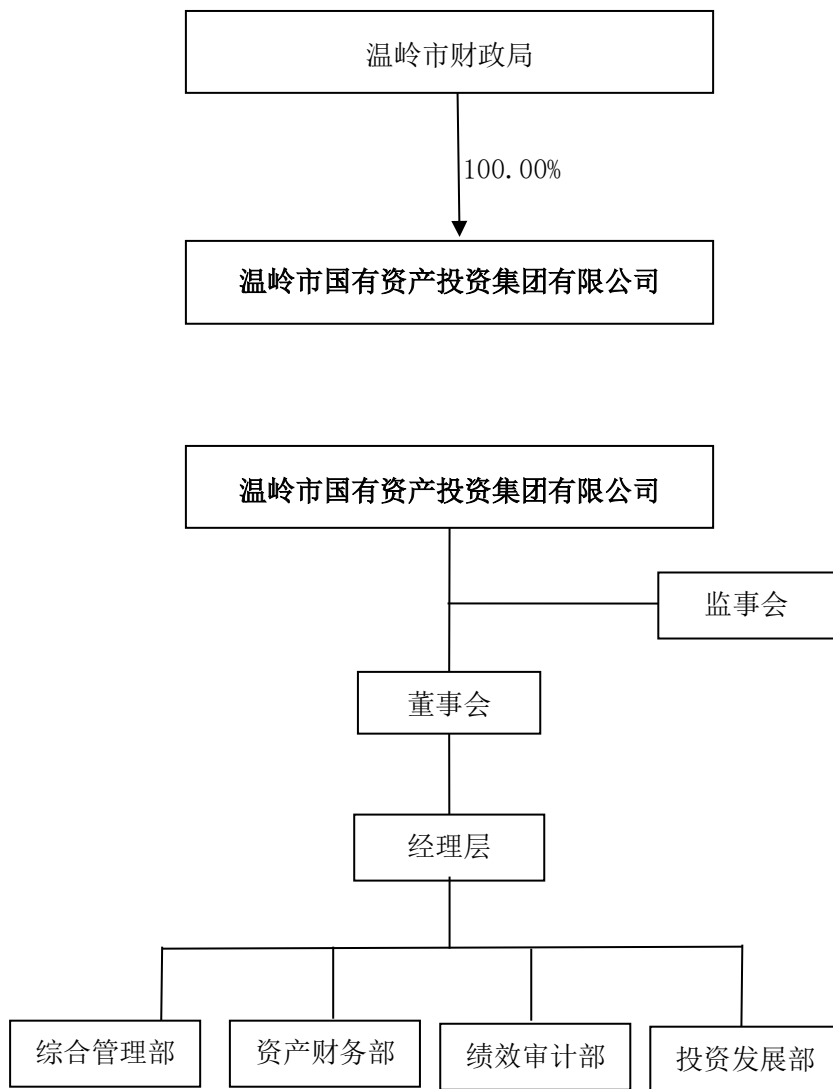 温岭市财政局
100.00%
温岭市国有资产投资集团有限公司
温岭市国有资产投资集团有限公司
监事会
董事会
经理层
综合管理部
资产财务部
绩效审计部
投资发展部